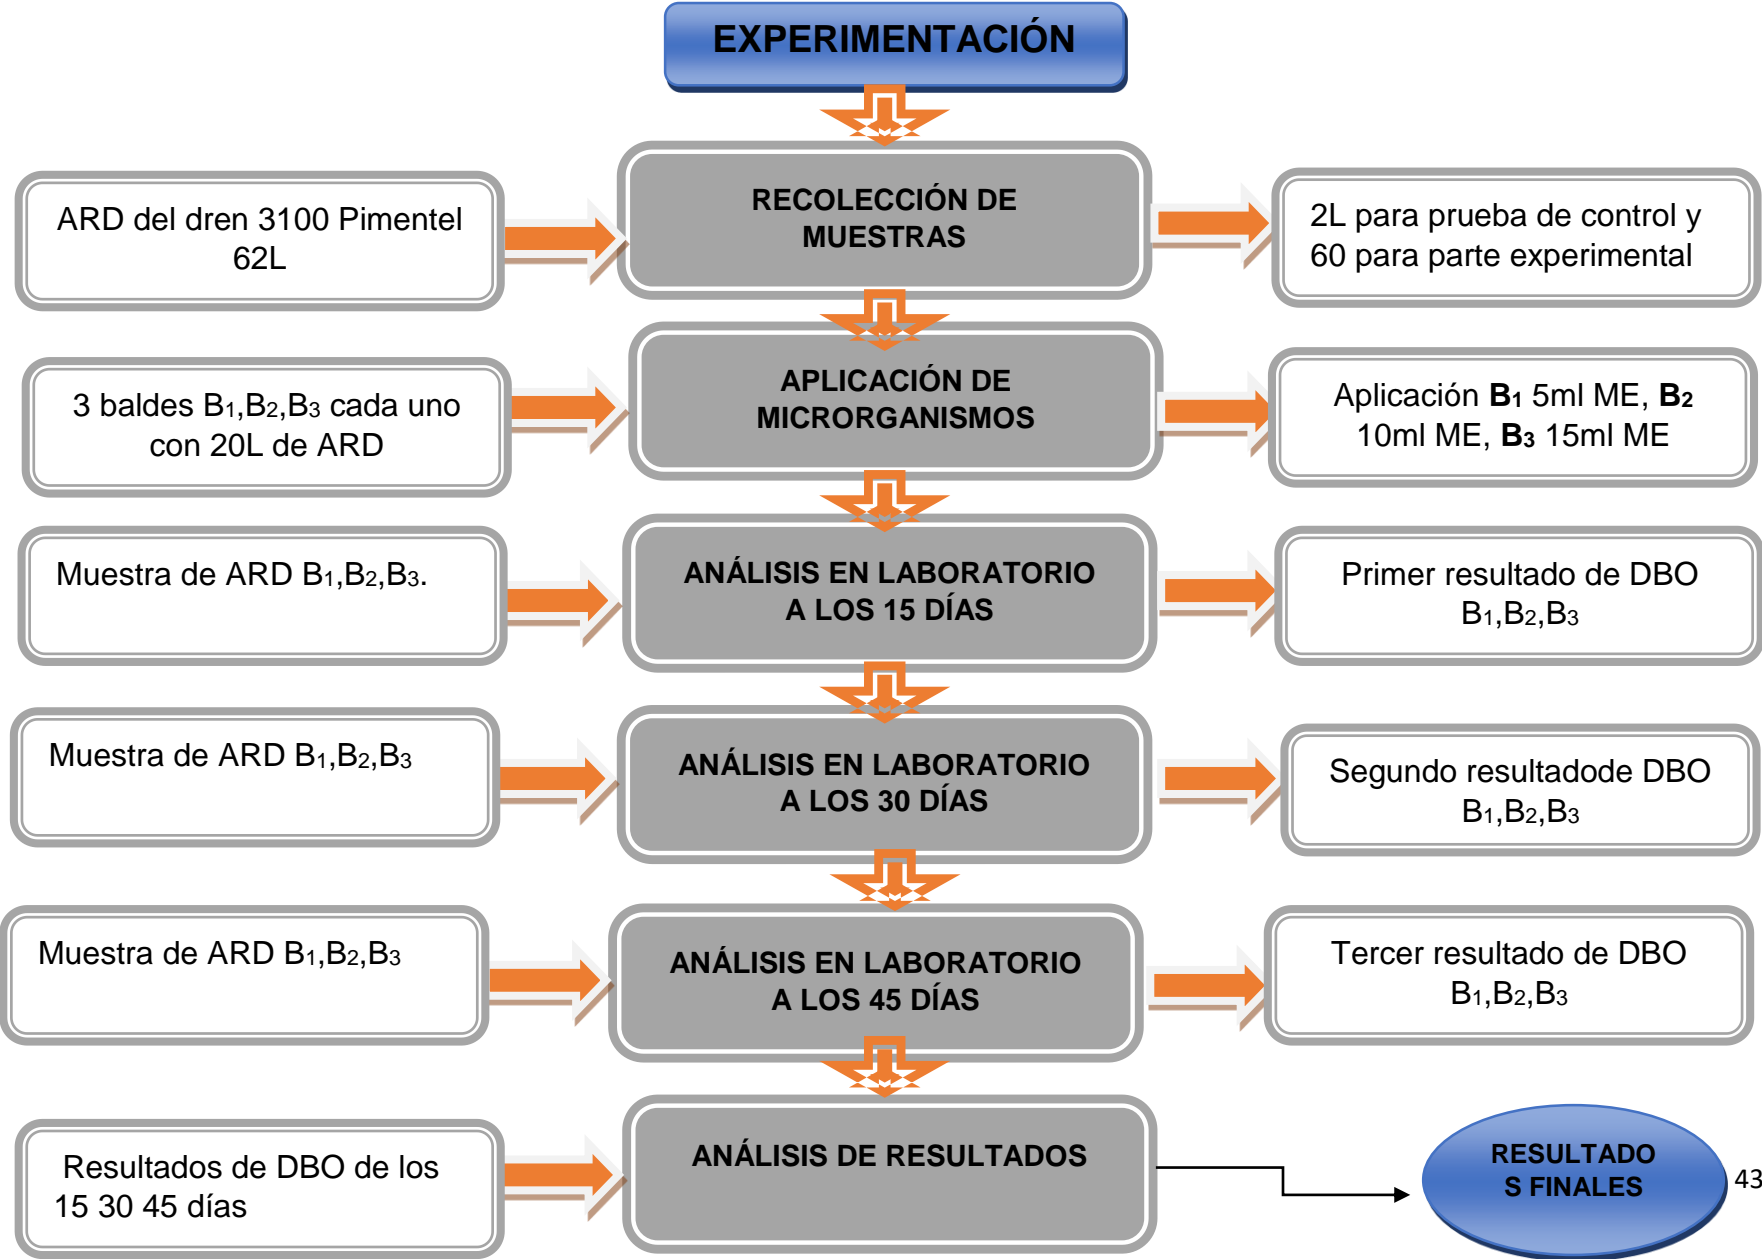 EXPERIMENTACIÓN
ARD del dren 3100 Pimentel
62L
RECOLECCIÓN DE
MUESTRAS
2L para prueba de control y
60 para parte experimental
3 baldes B₁,B₂,B₃ cada uno
con 20L de ARD
APLICACIÓN DE
MICRORGANISMOS
Aplicación B₁ 5ml ME, B₂
10ml ME, B₃ 15ml ME
Muestra de ARD B₁,B₂,B₃.
ANÁLISIS EN LABORATORIO
A LOS 15 DÍAS
Primer resultado de DBO
B₁,B₂,B₃
Muestra de ARD B₁,B₂,B₃
ANÁLISIS EN LABORATORIO
A LOS 30 DÍAS
Segundo resultadode DBO
B₁,B₂,B₃
Muestra de ARD B₁,B₂,B₃
ANÁLISIS EN LABORATORIO
A LOS 45 DÍAS
Tercer resultado de DBO
B₁,B₂,B₃
Resultados de DBO de los
15 30 45 días
ANÁLISIS DE RESULTADOS
RESULTADO
S FINALES
43